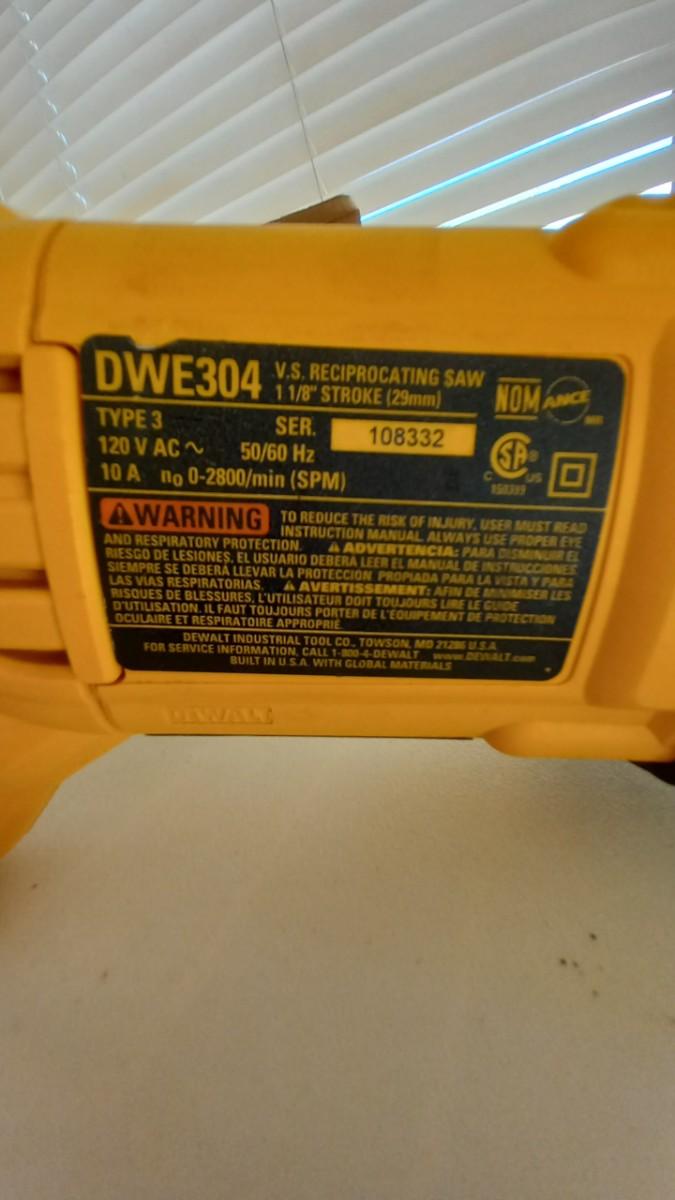 DWE304 V.S. RECIPROCATING SAW
1 1/8" STROKE (29mm)
NOM ANCE
TYPE 3 SER. 108332
120 V AC ~ 50/60 Hz
10 A n₀ 0-2800/min (SPM)
C SA ® US
158389
⚠WARNING TO REDUCE THE RISK OF INJURY, USER MUST READ
INSTRUCTION MANUAL. ALWAYS USE PROPER EYE
AND RESPIRATORY PROTECTION. ⚠ ADVERTENCIA: PARA DISMINUIR EL
RIESGO DE LESIONES, EL USUARIO DEBERA LEER EL MANUAL DE INSTRUCCIONES.
SIEMPRE SE DEBERÁ LLEVAR LA PROTECCION PROPIADA PARA LA VISTA Y PARA
LAS VIAS RESPIRATORIAS. ⚠ AVERTISSEMENT: AFIN DE MINIMISER LES
RISQUES DE BLESSURES, L'UTILISATEUR DOIT TOUJOURS LIRE LE GUIDE
D'UTILISATION. IL FAUT TOUJOURS PORTER DE L'EQUIPEMENT DE PROTECTION
OCULAIRE ET RESPIRATOIRE APPROPRIÉ.
DEWALT INDUSTRIAL TOOL CO., TOWSON, MD 21286 U.S.A.
FOR SERVICE INFORMATION, CALL 1-800-4-DEWALT www.DEWALT.com
BUILT IN U.S.A. WITH GLOBAL MATERIALS
DEWALT